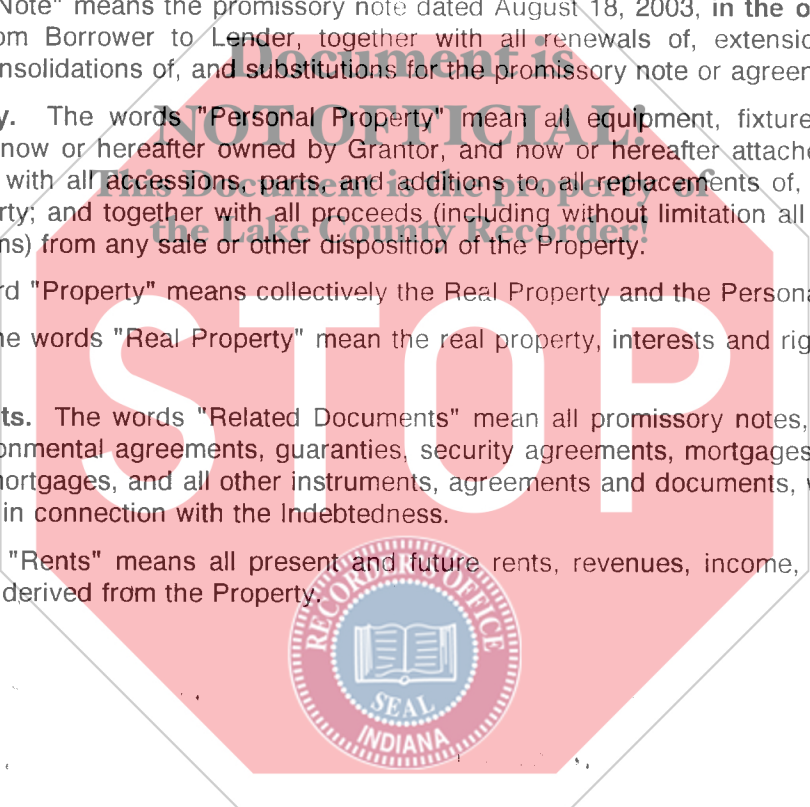 Note" means the promissory note dated August 18, 2003, in the o
om Borrower to Lender, together with all renewals of, extensio
nsolidations of, and substitutions for the promissory note or agreen
Document is
y. The words "Personal Property" mean all equipment, fixture
NOT OFFICIAL!
now or hereafter owned by Grantor, and now or hereafter attache
with all accessions, parts, and additions to, all replacements of,
This Document is the property of
rty; and together with all proceeds (including without limitation all
the Lake County Recorder!
ns) from any sale or other disposition of the Property.
rd "Property" means collectively the Real Property and the Persona
ne words "Real Property" mean the real property, interests and rig
STOP
ts. The words "Related Documents" mean all promissory notes,
onmental agreements, guaranties, security agreements, mortgages
mortgages, and all other instruments, agreements and documents, w
in connection with the Indebtedness.
"Rents" means all present and future rents, revenues, income,
derived from the Property.
RECORDER'S OFFICE
SEAL
INDIANA